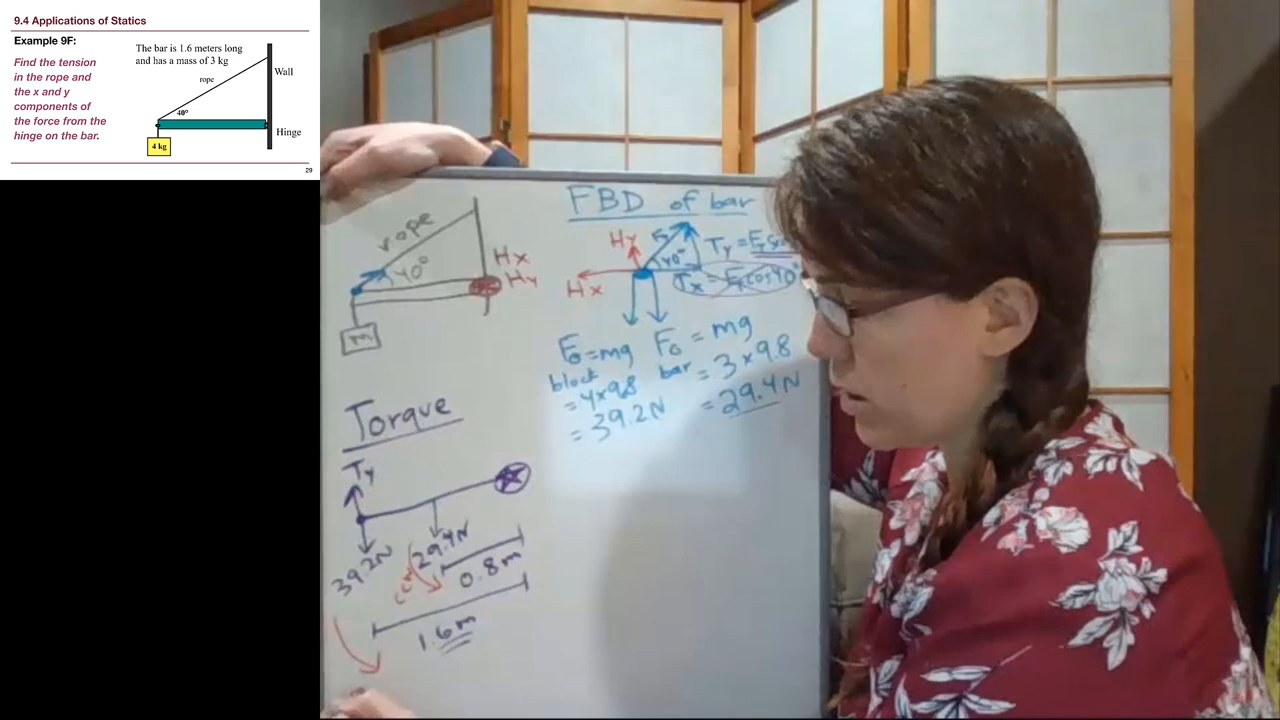 9.4 Applications of Statics
Example 9F:
Find the tension
in the rope and
the x and y
components of
the force from the
hinge on the bar.
The bar is 1.6 meters long
and has a mass of 3 kg
rope
Wall
40°
Hinge
4 kg
29
rope
40°
Hx
Hy
m
FBD of bar
Hy
40°
Ty =
Hx
Tx = FT cos40°
FG = mg
block
= 4×9.8
= 39.2N
FG = mg
bar
= 3×9.8
= 29.4N
Torque
Ty
39.2N
29.4N
0.8m
1.6m